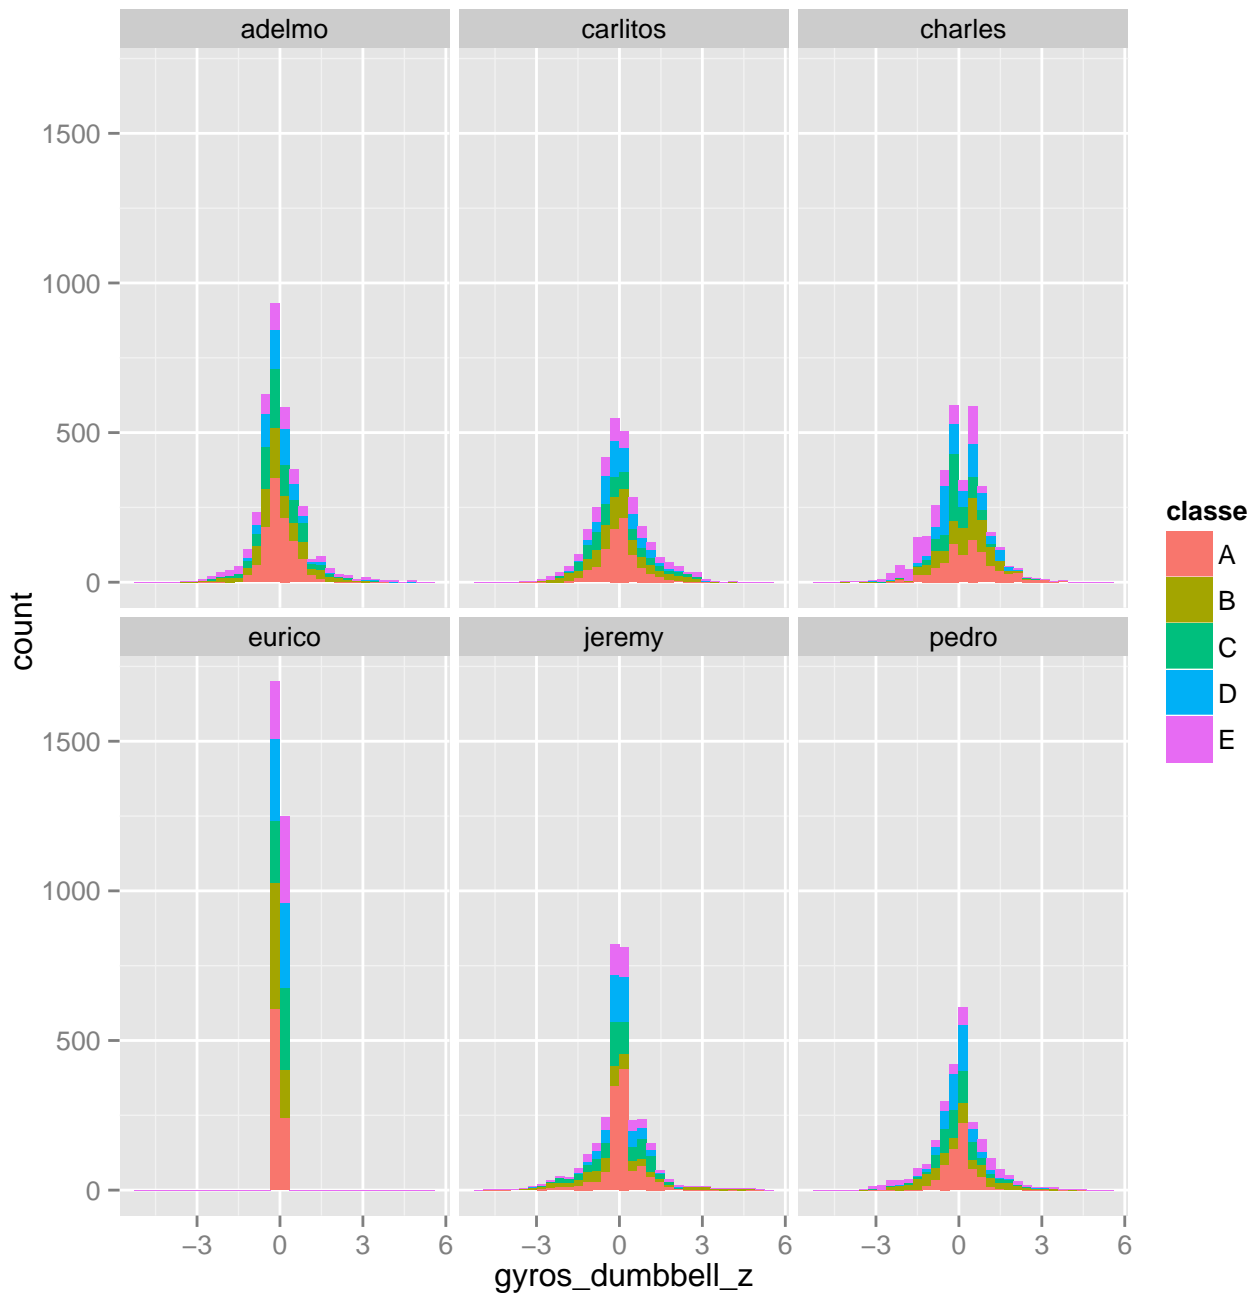 adelmo carlitos charles
1500
1000
500
0
eurico jeremy pedro
1500
1000
500
0
−3 0 3 6 −3 0 3 6 −3 0 3 6
gyros_dumbbell_z
count
classe
A
B
C
D
E